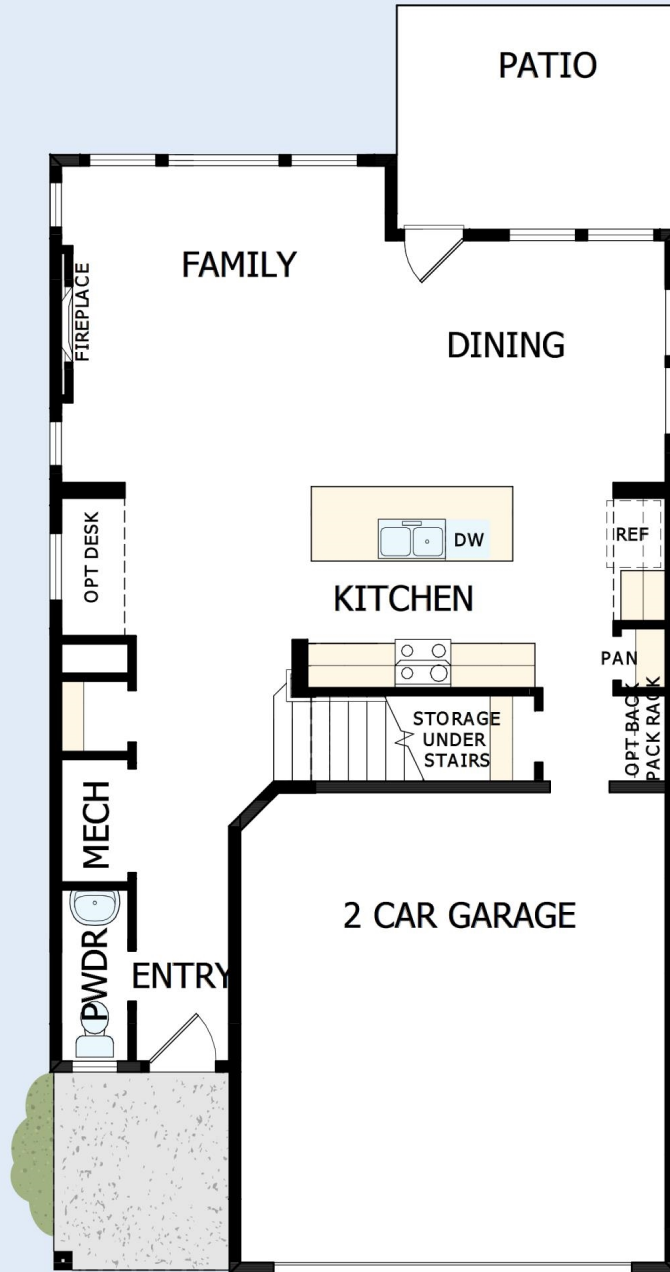 PATIO
FAMILY
FIREPLACE
DINING
OPT DESK
DW
REF
KITCHEN
PAN
STORAGE
UNDER
STAIRS
OPT BACK
PACK RACK
MECH
2 CAR GARAGE
PWDR
ENTRY